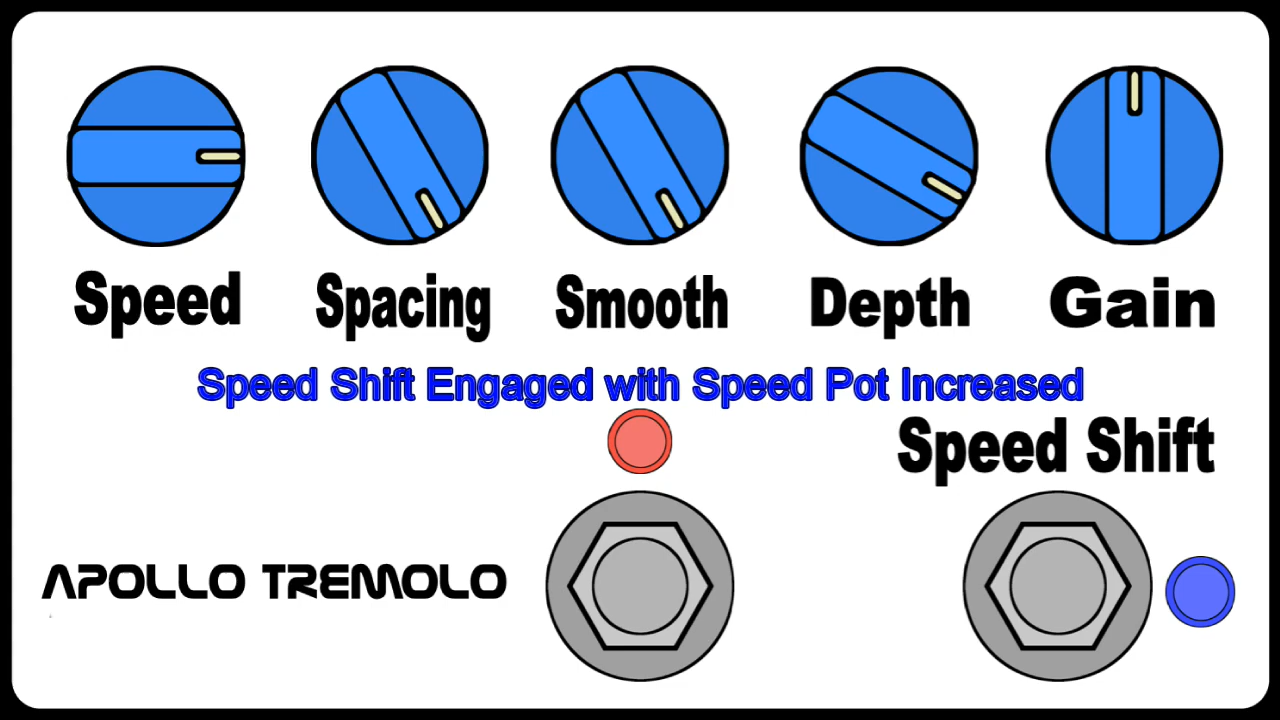 Speed
Spacing
Smooth
Depth
Gain
Speed Shift Engaged with Speed Pot Increased
Speed Shift
APOLLO TREMOLO